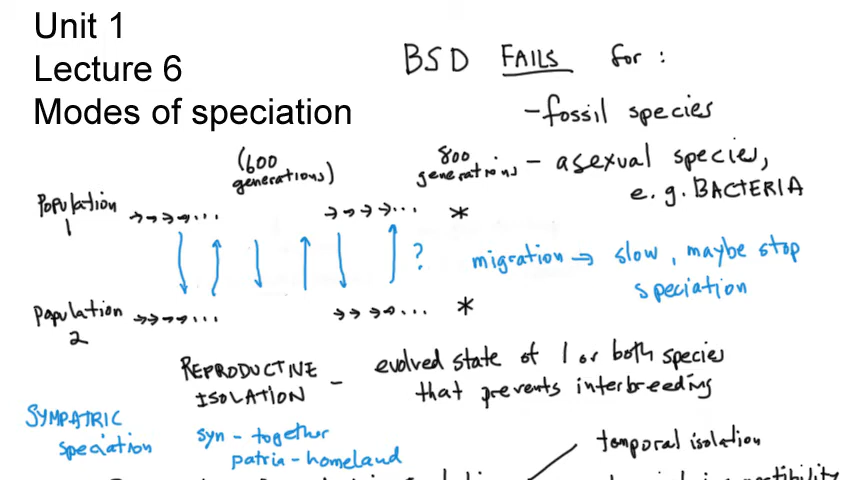 Unit 1
Lecture 6
Modes of speciation
BSD FAILS for:
- fossil species
- asexual species,
e.g. BACTERIA
(600
generations)
800
generations
Population
1
→→→→...
→→→→...
*
?
migration → slow, maybe stop
speciation
Population
2
→→→→...
→→→→...
*
REPRODUCTIVE
ISOLATION
- evolved state of 1 or both species
that prevents interbreeding
SYMPATRIC
speciation
syn - together
patria - homeland
temporal isolation